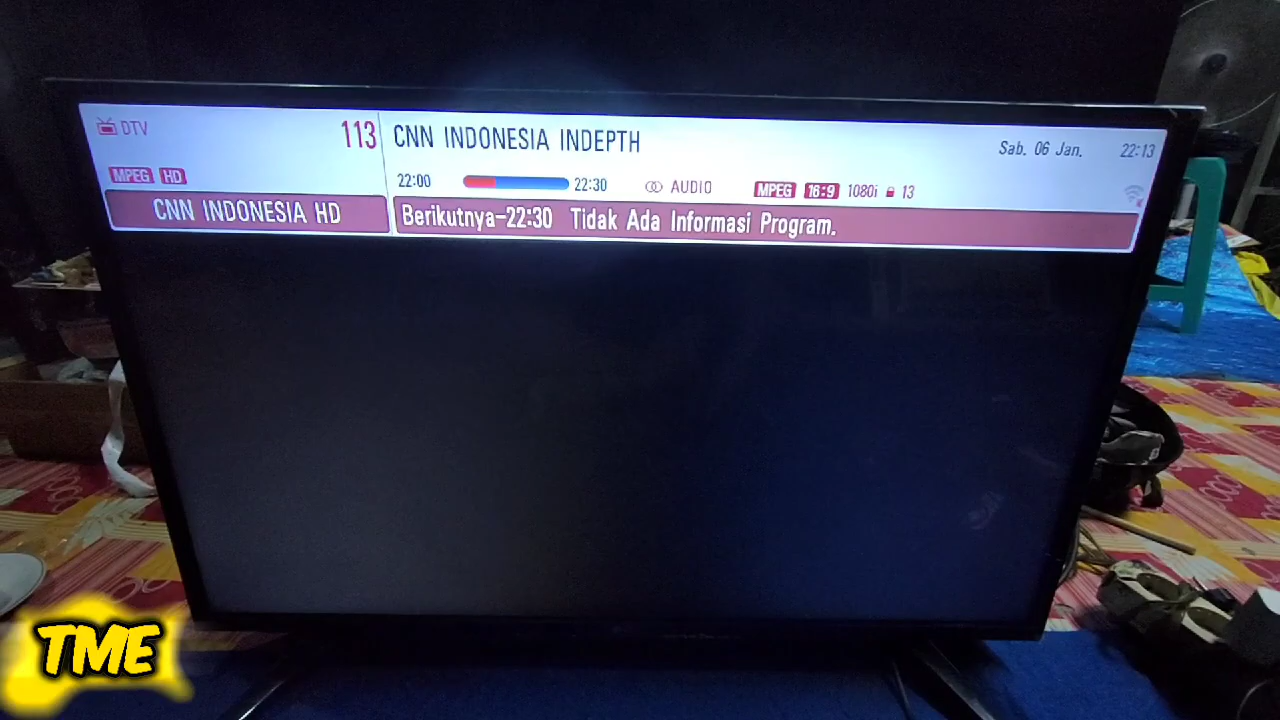 DTV 113 CNN INDONESIA INDEPTH Sab. 06 Jan. 22:13
MPEG HD 22:00 22:30 AUDIO MPEG 16:9 1080i 13
CNN INDONESIA HD Berikutnya-22:30 Tidak Ada Informasi Program.
TME